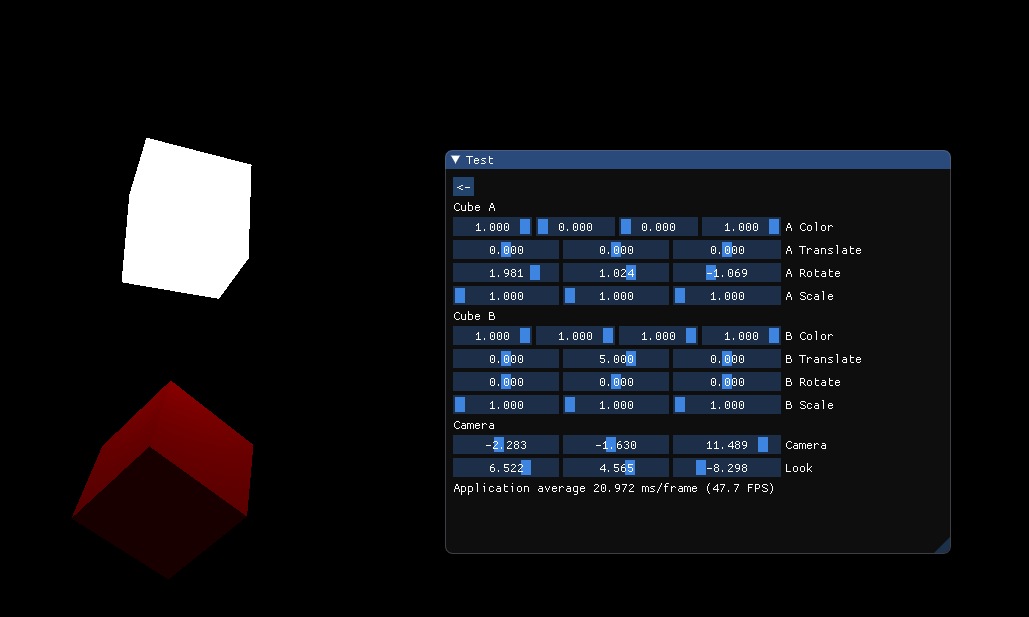 ▼ Test
<-
Cube A
1.000 0.000 0.000 1.000 A Color
0.000 0.000 0.000 A Translate
1.981 1.024 -1.069 A Rotate
1.000 1.000 1.000 A Scale
Cube B
1.000 1.000 1.000 1.000 B Color
0.000 5.000 0.000 B Translate
0.000 0.000 0.000 B Rotate
1.000 1.000 1.000 B Scale
Camera
-2.283 -1.630 11.489 Camera
6.522 4.565 -8.298 Look
Application average 20.972 ms/frame (47.7 FPS)